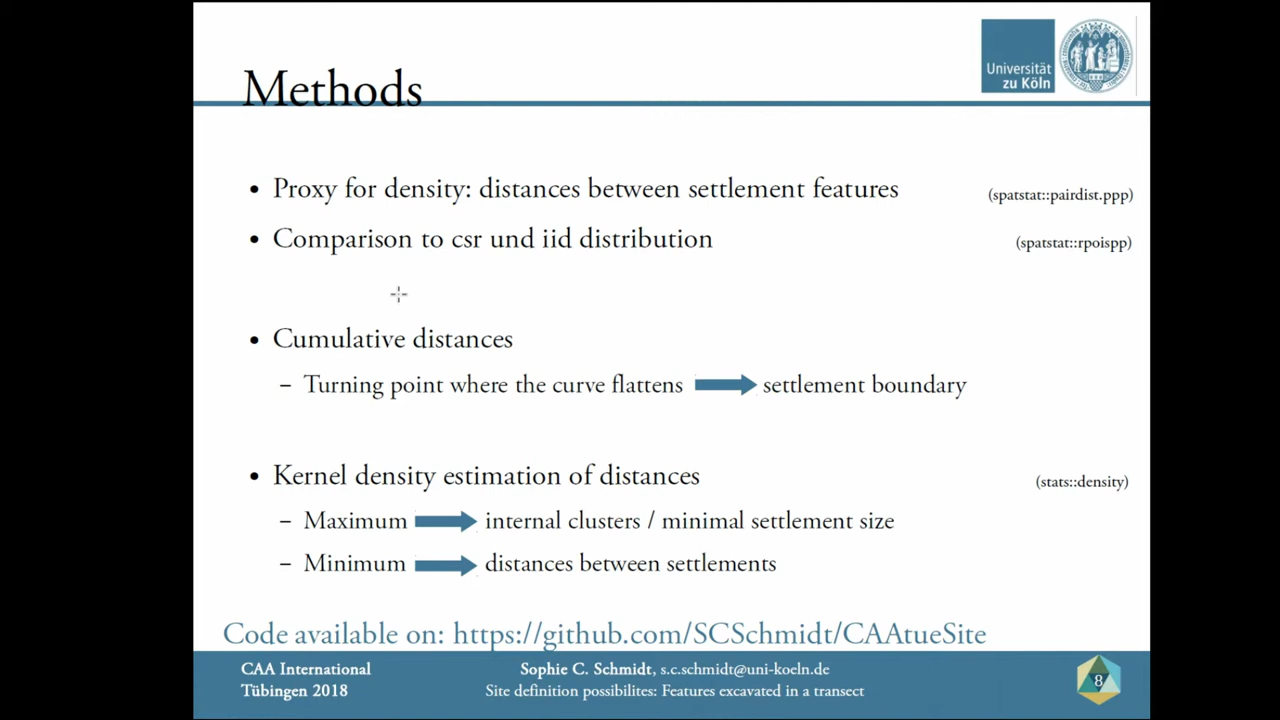 Universität
zu Köln
Methods
• Proxy for density: distances between settlement features (spatstat::pairdist.ppp)
• Comparison to csr und iid distribution (spatstat::rpoispp)
• Cumulative distances
– Turning point where the curve flattens settlement boundary
• Kernel density estimation of distances (stats::density)
– Maximum internal clusters / minimal settlement size
– Minimum distances between settlements
Code available on: https://github.com/SCSchmidt/CAAtueSite
CAA International Sophie C. Schmidt, s.c.schmidt@uni-koeln.de
Tübingen 2018 Site definition possibilites: Features excavated in a transect
8